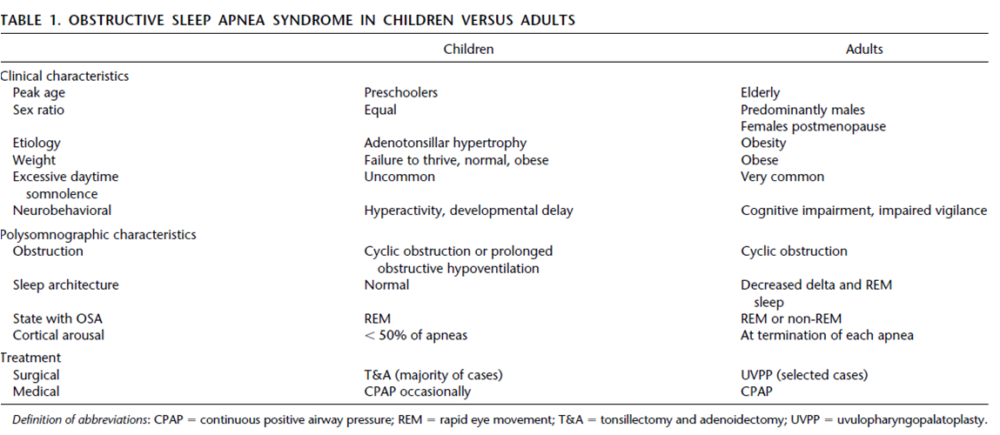 TABLE 1. OBSTRUCTIVE SLEEP APNEA SYNDROME IN CHILDREN VERSUS ADULTS
Children Adults
Clinical characteristics
Peak age Preschoolers Elderly
Sex ratio Equal Predominantly males
Females postmenopause
Etiology Adenotonsillar hypertrophy Obesity
Weight Failure to thrive, normal, obese Obese
Excessive daytime Uncommon Very common
somnolence
Neurobehavioral Hyperactivity, developmental delay Cognitive impairment, impaired vigilance
Polysomnographic characteristics
Obstruction Cyclic obstruction or prolonged Cyclic obstruction
obstructive hypoventilation
Sleep architecture Normal Decreased delta and REM
sleep
State with OSA REM REM or non-REM
Cortical arousal < 50% of apneas At termination of each apnea
Treatment
Surgical T&A (majority of cases) UVPP (selected cases)
Medical CPAP occasionally CPAP
Definition of abbreviations: CPAP = continuous positive airway pressure; REM = rapid eye movement; T&A = tonsillectomy and adenoidectomy; UVPP = uvulopharyngopalatoplasty.